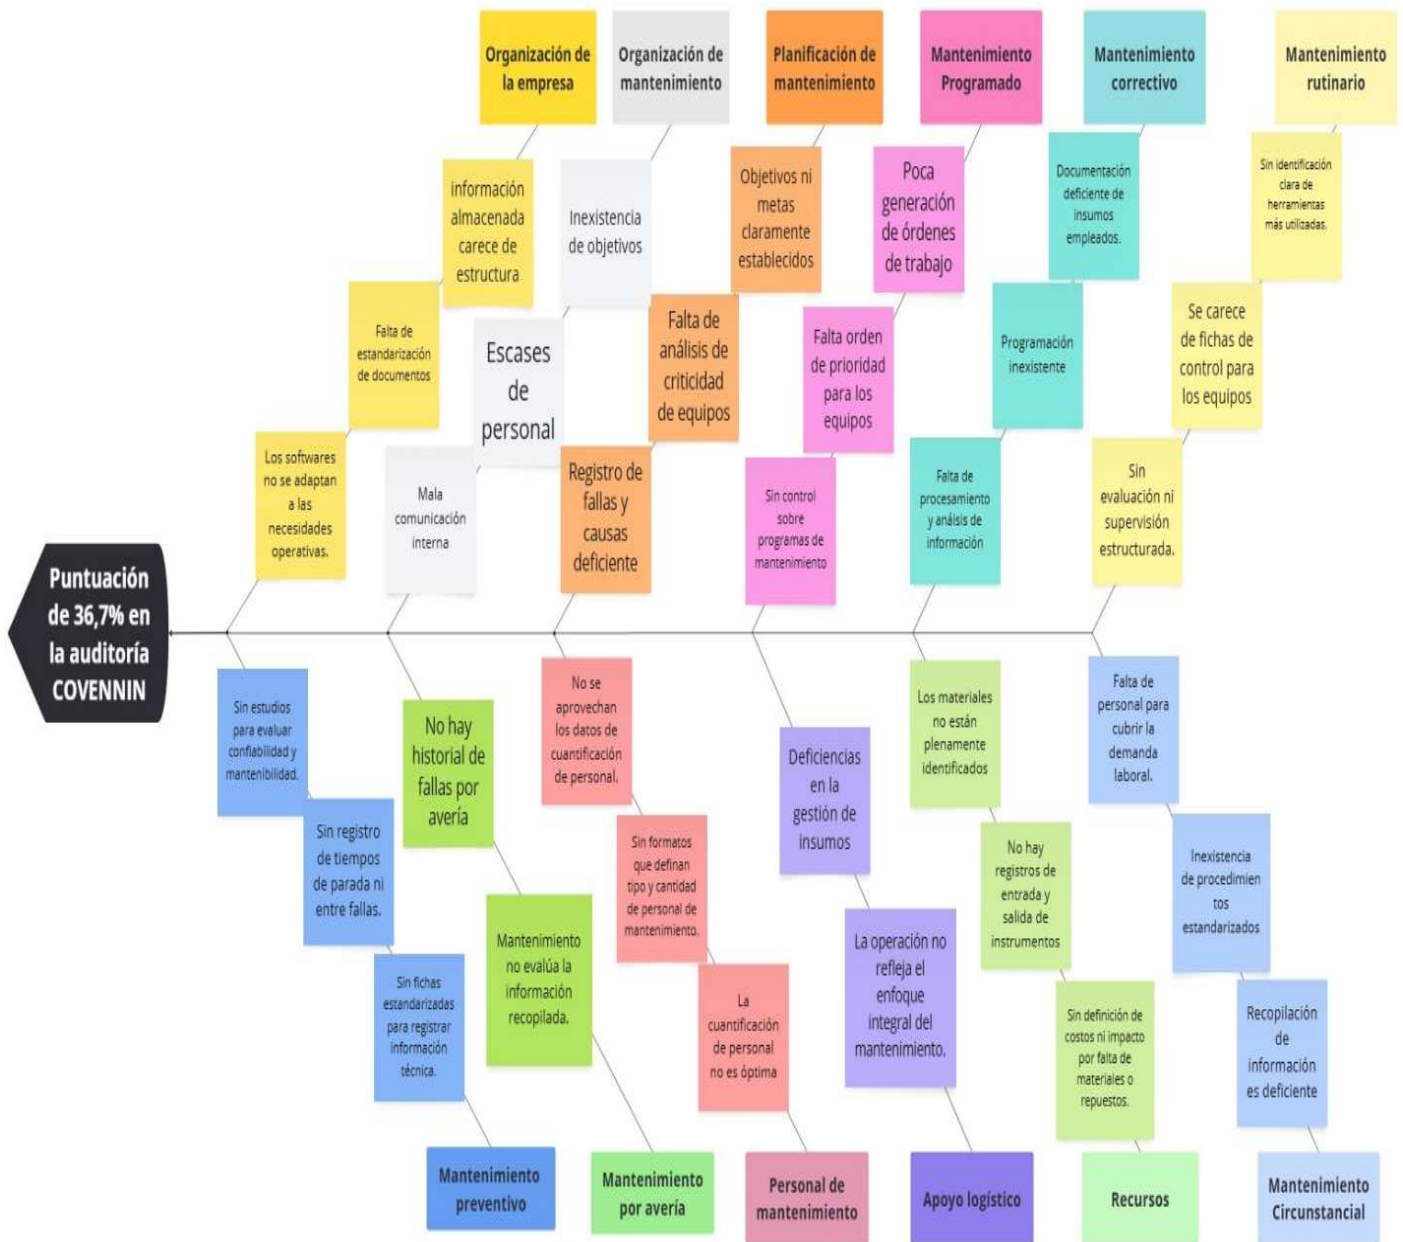 Organización de
la empresa
Organización de
mantenimiento
Planificación de
mantenimiento
Mantenimiento
Programado
Mantenimiento
correctivo
Mantenimiento
rutinario
información
almacenada
carece de
estructura
Falta de
estandarización
de documentos
Los softwares
no se adaptan
a las
necesidades
operativas.
Inexistencia
de objetivos
Escases
de
personal
Mala
comunicación
interna
Objetivos ni
metas
claramente
establecidos
Falta de
análisis de
criticidad
de equipos
Registro de
fallas y
causas
deficiente
Poca
generación
de órdenes
de trabajo
Falta orden
de prioridad
para los
equipos
Sin control
sobre
programas de
mantenimiento
Documentación
deficiente de
insumos
empleados.
Programación
inexistente
Falta de
procesamiento
y análisis de
información
Sin identificación
clara de
herramientas
más utilizadas.
Se carece
de fichas de
control para
los equipos
Sin
evaluación ni
supervisión
estructurada.
Puntuación
de 36,7% en
la auditoría
COVENNIN
Sin estudios
para evaluar
confiabilidad y
mantenibilidad.
Sin registro
de tiempos
de parada ni
entre fallas.
Sin fichas
estandarizadas
para registrar
información
técnica.
No hay
historial de
fallas por
avería
Mantenimiento
no evalúa la
información
recopilada.
No se
aprovechan
los datos de
cuantificación
de personal.
Sin formatos
que definan
tipo y cantidad
de personal de
mantenimiento.
La
cuantificación
de personal
no es óptima
Deficiencias
en la
gestión de
insumos
La operación no
refleja el
enfoque
integral del
mantenimiento.
Los materiales
no están
plenamente
identificados
No hay
registros de
entrada y
salida de
instrumentos
Sin definición de
costos ni impacto
por falta de
materiales o
repuestos.
Falta de
personal para
cubrir la
demanda
laboral.
Inexistencia
de procedimien
tos
estandarizados
Recopilación
de
información
es deficiente
Mantenimiento
preventivo
Mantenimiento
por avería
Personal de
mantenimiento
Apoyo logístico
Recursos
Mantenimiento
Circunstancial